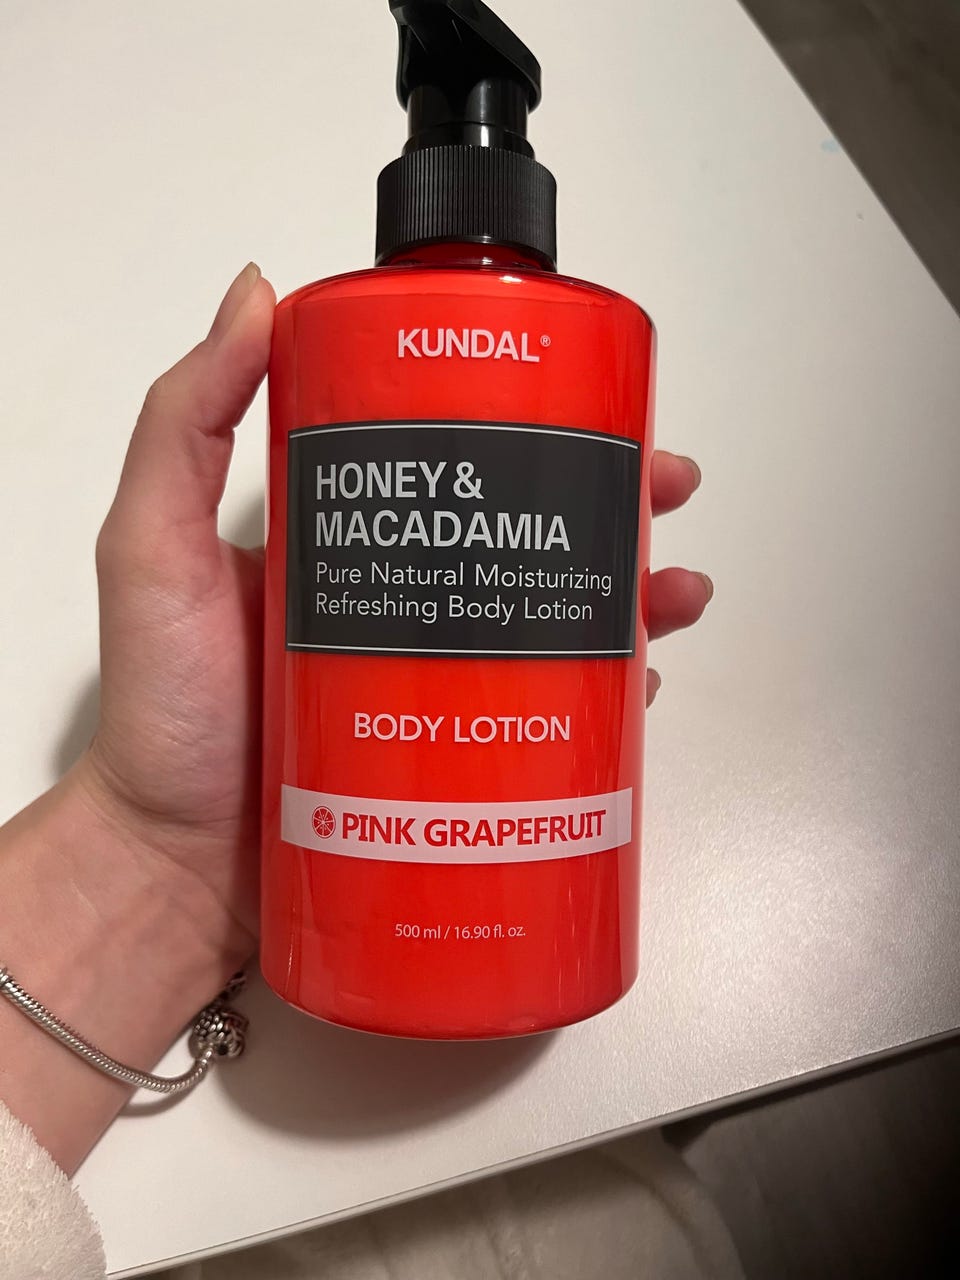 KUNDAL®
HONEY &
MACADAMIA
Pure Natural Moisturizing
Refreshing Body Lotion
BODY LOTION
PINK GRAPEFRUIT
500 ml / 16.90 fl. oz.